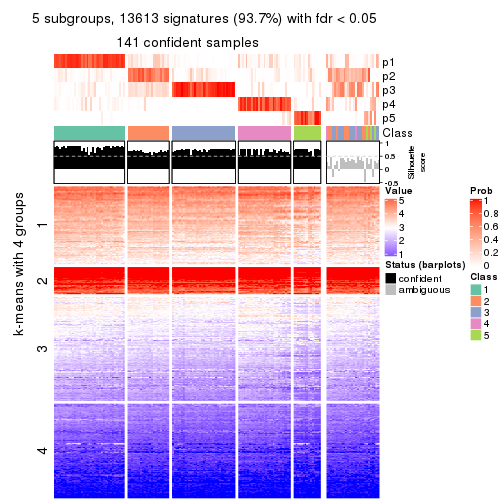 5 subgroups, 13613 signatures (93.7%) with fdr < 0.05
141 confident samples
p1
p2
p3
p4
p5
Class
1
0.5
0
-0.5
Silhouette
score
k-means with 4 groups
1
2
3
4
Value
5
4
3
2
1
Status (barplots)
confident
ambiguous
Prob
1
0.8
0.6
0.4
0.2
0
Class
1
2
3
4
5